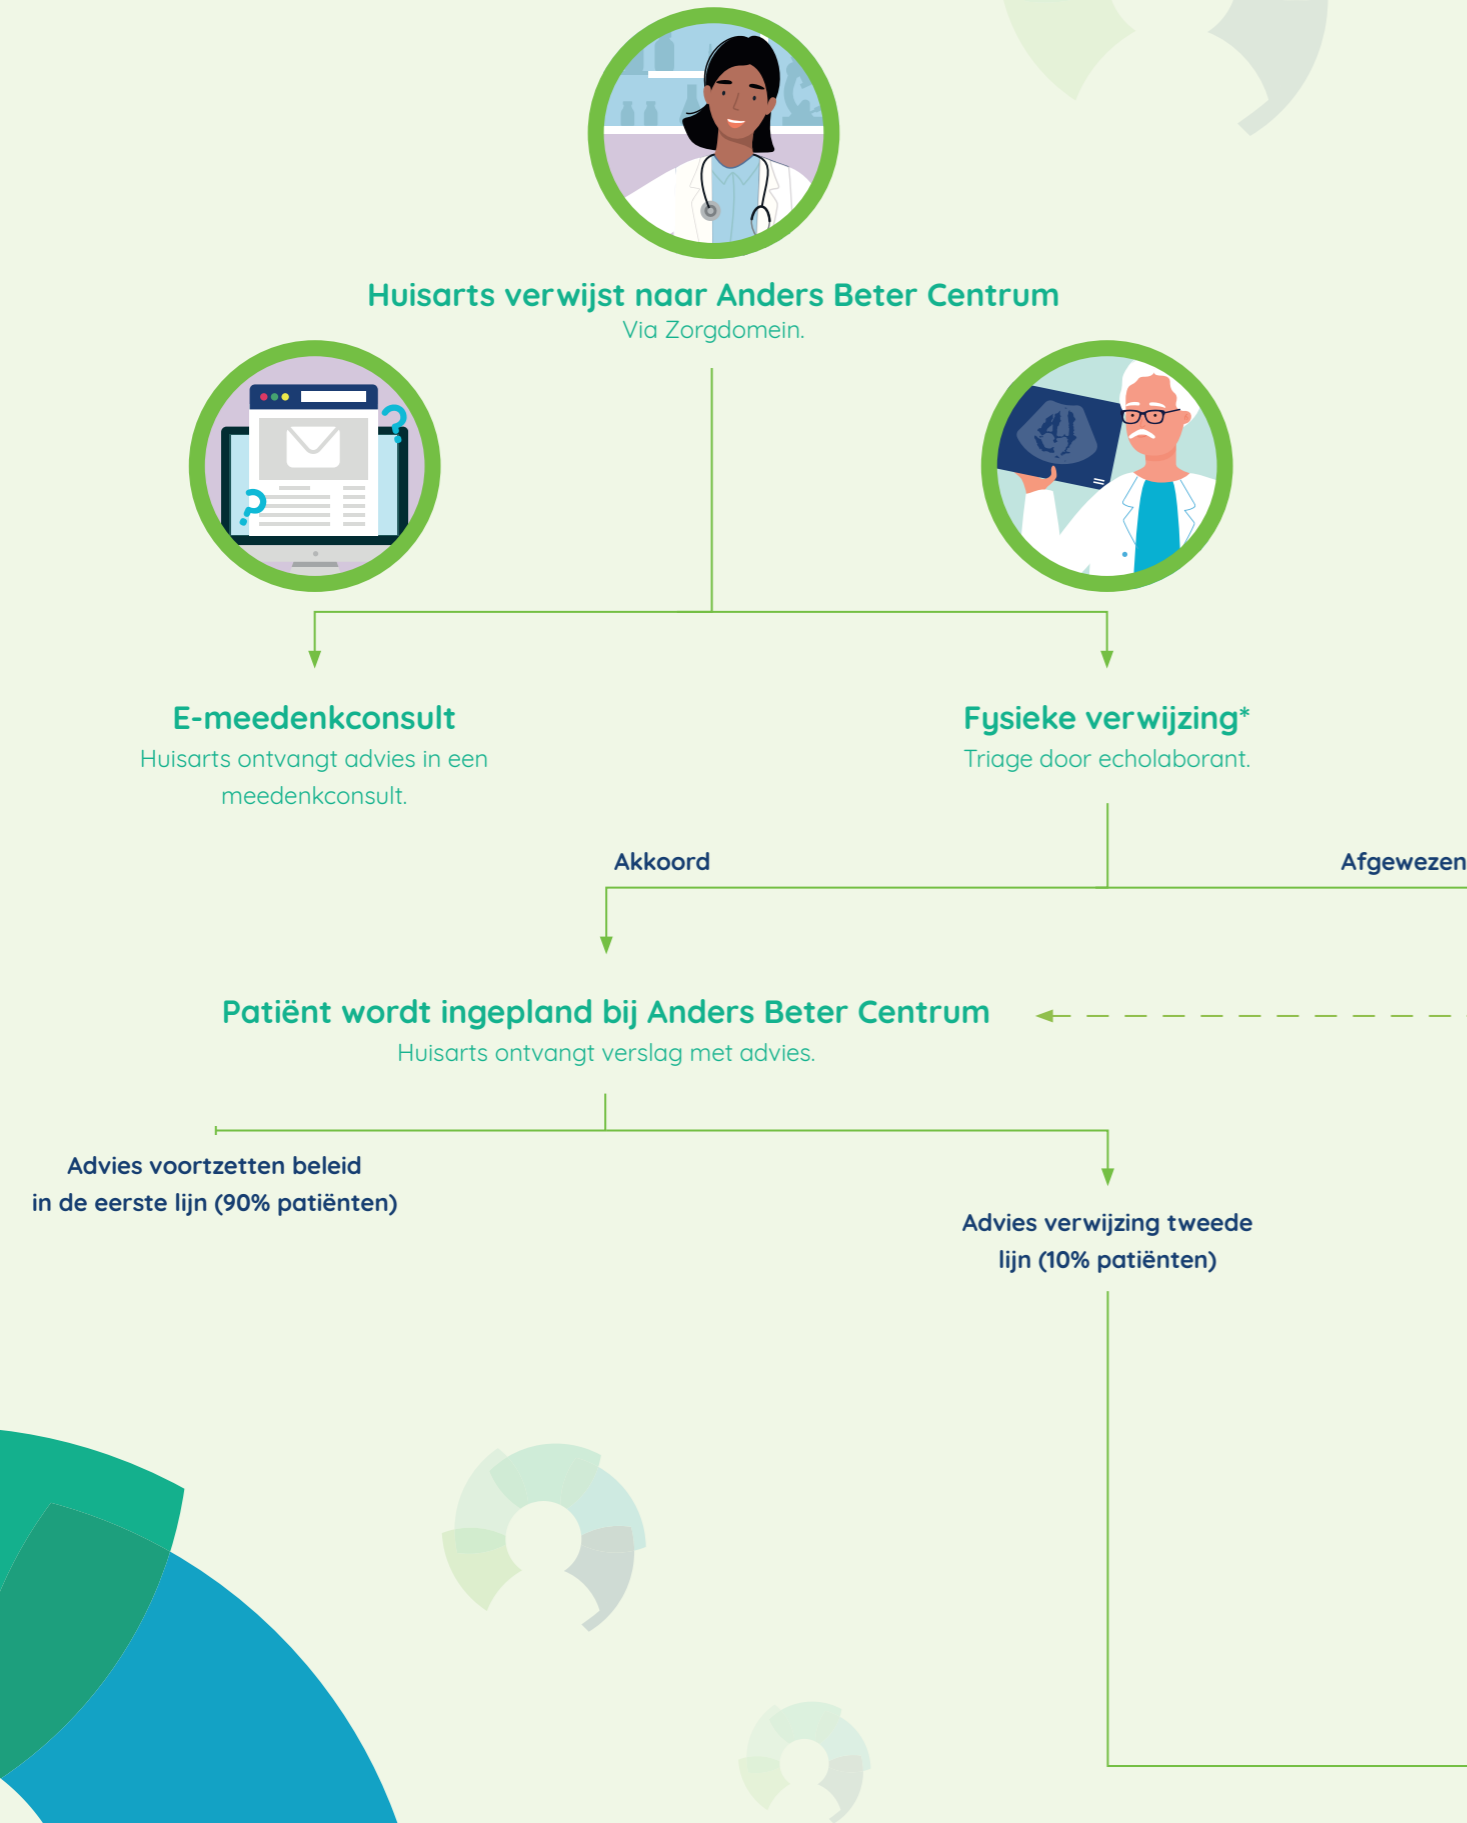 Huisarts verwijst naar Anders Beter Centrum
Via Zorgdomein.
E-meedenkconsult
Huisarts ontvangt advies in een
meedenkconsult.
Fysieke verwijzing*
Triage door echolaborant.
Akkoord
Afgewezen
Patiënt wordt ingepland bij Anders Beter Centrum
Huisarts ontvangt verslag met advies.
Advies voortzetten beleid
in de eerste lijn (90% patiënten)
Advies verwijzing tweede
lijn (10% patiënten)